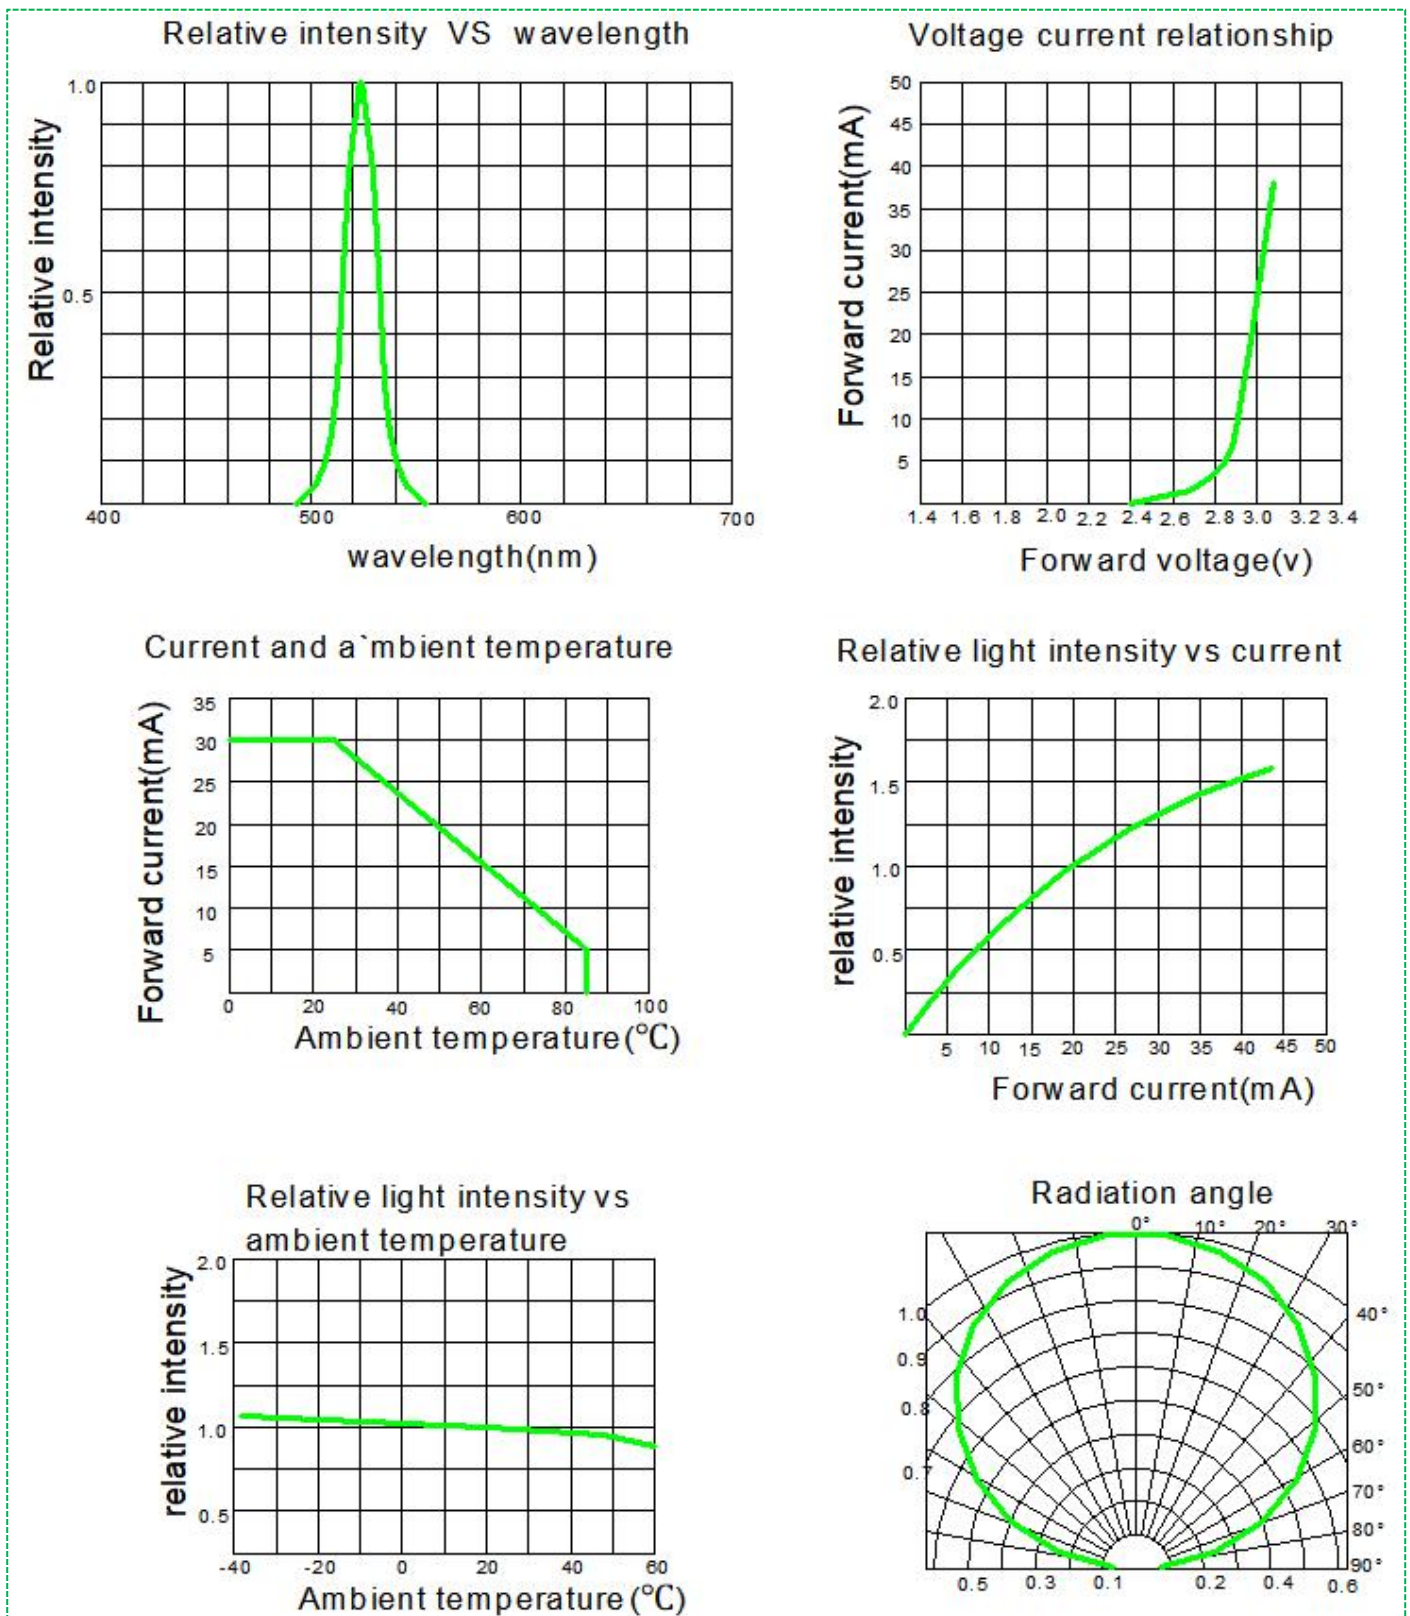 Relative intensity VS wavelength
1.0
0.5
Relative intensity
400 500 600 700
wavelength(nm)
Voltage current relationship
50
45
40
35
30
25
20
15
10
5
Forward current(mA)
1.4 1.6 1.8 2.0 2.2 2.4 2.6 2.8 3.0 3.2 3.4
Forward voltage(v)
Current and a`mbient temperature
35
30
25
20
15
10
5
Forward current(mA)
0 20 40 60 80 100
Ambient temperature(℃)
Relative light intensity vs current
2.0
1.5
1.0
0.5
relative intensity
5 10 15 20 25 30 35 40 45 50
Forward current(mA)
Relative light intensity vs
ambient temperature
2.0
1.5
1.0
0.5
relative intensity
-40 -20 0 20 40 60
Ambient temperature(℃)
Radiation angle
0° 10° 20° 30°
40°
50°
60°
70°
80°
90°
1.0
0.9
0.8
0.7
0.5 0.3 0.1 0.2 0.4 0.6